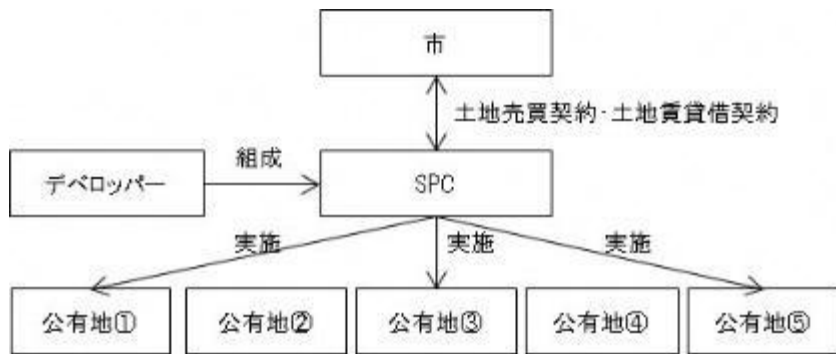 市
土地売買契約・土地賃貸借契約
組成
デベロッパー
SPC
実施
実施
実施
公有地①
公有地②
公有地③
公有地④
公有地⑤